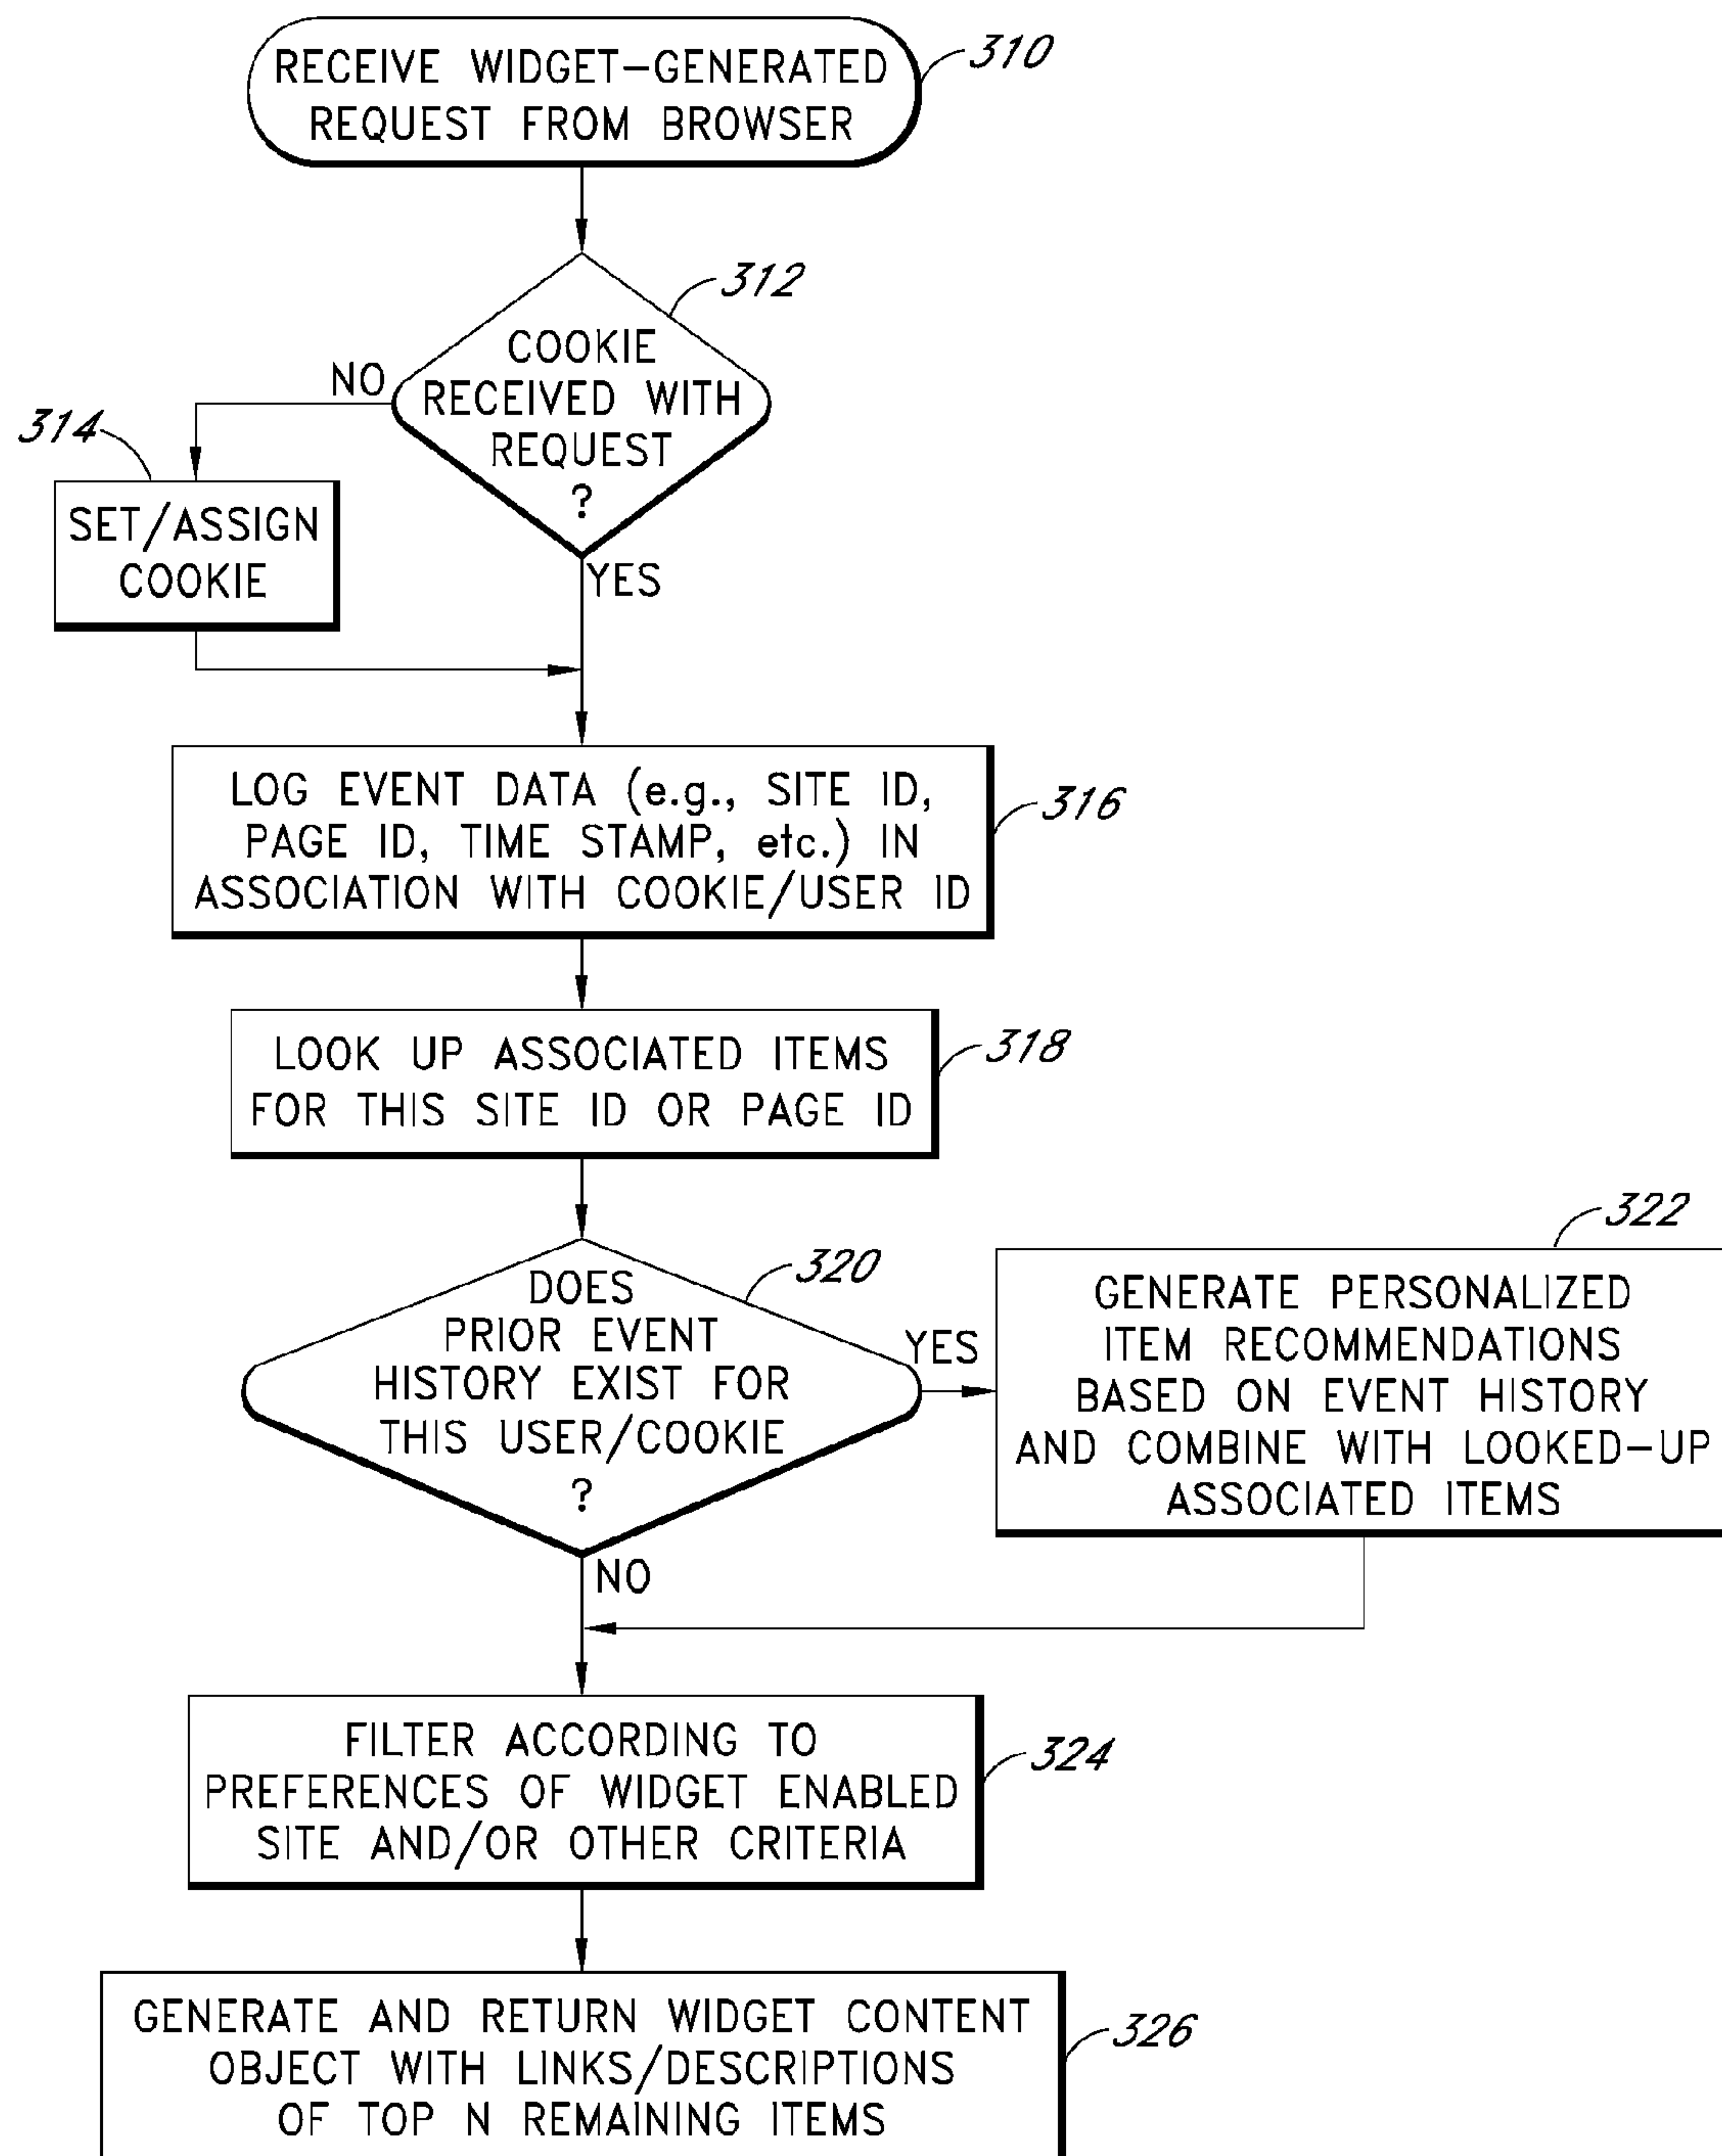 RECEIVE WIDGET-GENERATED
REQUEST FROM BROWSER
310
312
COOKIE
RECEIVED WITH
REQUEST
?
NO
314
SET/ASSIGN
COOKIE
YES
LOG EVENT DATA (e.g., SITE ID,
PAGE ID, TIME STAMP, etc.) IN
ASSOCIATION WITH COOKIE/USER ID
316
LOOK UP ASSOCIATED ITEMS
FOR THIS SITE ID OR PAGE ID
318
320
DOES
PRIOR EVENT
HISTORY EXIST FOR
THIS USER/COOKIE
?
YES
322
GENERATE PERSONALIZED
ITEM RECOMMENDATIONS
BASED ON EVENT HISTORY
AND COMBINE WITH LOOKED-UP
ASSOCIATED ITEMS
NO
FILTER ACCORDING TO
PREFERENCES OF WIDGET ENABLED
SITE AND/OR OTHER CRITERIA
324
GENERATE AND RETURN WIDGET CONTENT
OBJECT WITH LINKS/DESCRIPTIONS
OF TOP N REMAINING ITEMS
326